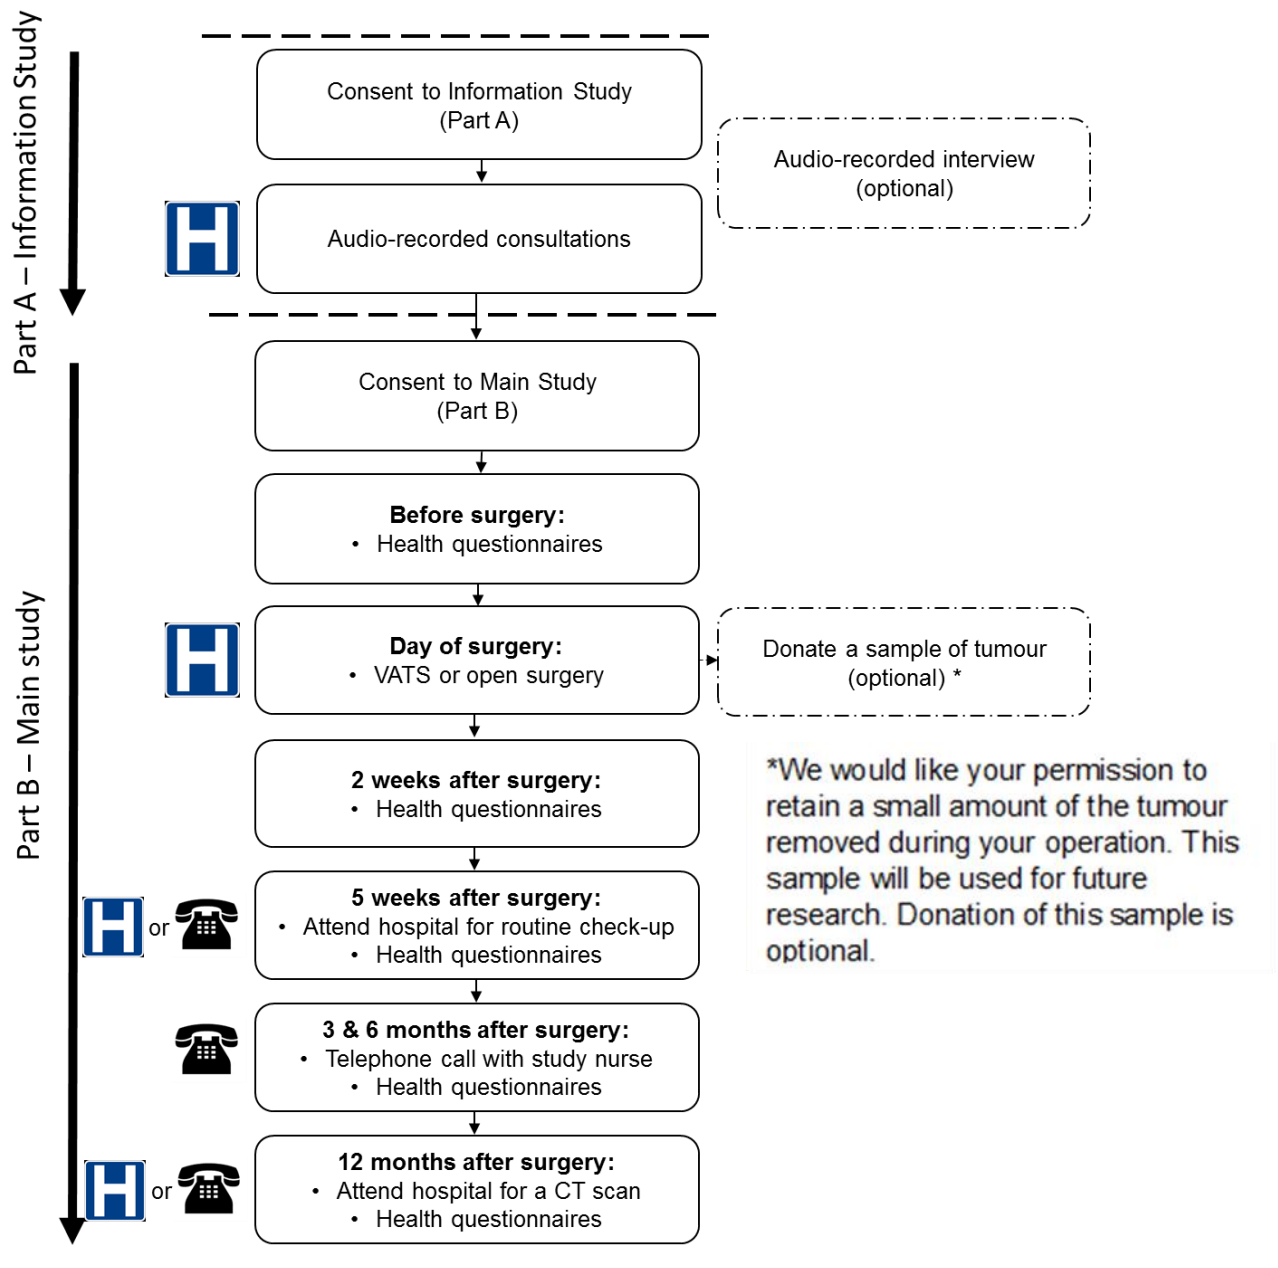 Part A – Information Study
Consent to Information Study
(Part A)
Audio-recorded interview
(optional)
H
Audio-recorded consultations
Part B – Main study
Consent to Main Study
(Part B)
Before surgery:
• Health questionnaires
H
Day of surgery:
• VATS or open surgery
Donate a sample of tumour
(optional) *
2 weeks after surgery:
• Health questionnaires
*We would like your permission to
retain a small amount of the tumour
removed during your operation. This
sample will be used for future
research. Donation of this sample is
optional.
H or
5 weeks after surgery:
• Attend hospital for routine check-up
• Health questionnaires
3 & 6 months after surgery:
• Telephone call with study nurse
• Health questionnaires
H or
12 months after surgery:
• Attend hospital for a CT scan
• Health questionnaires